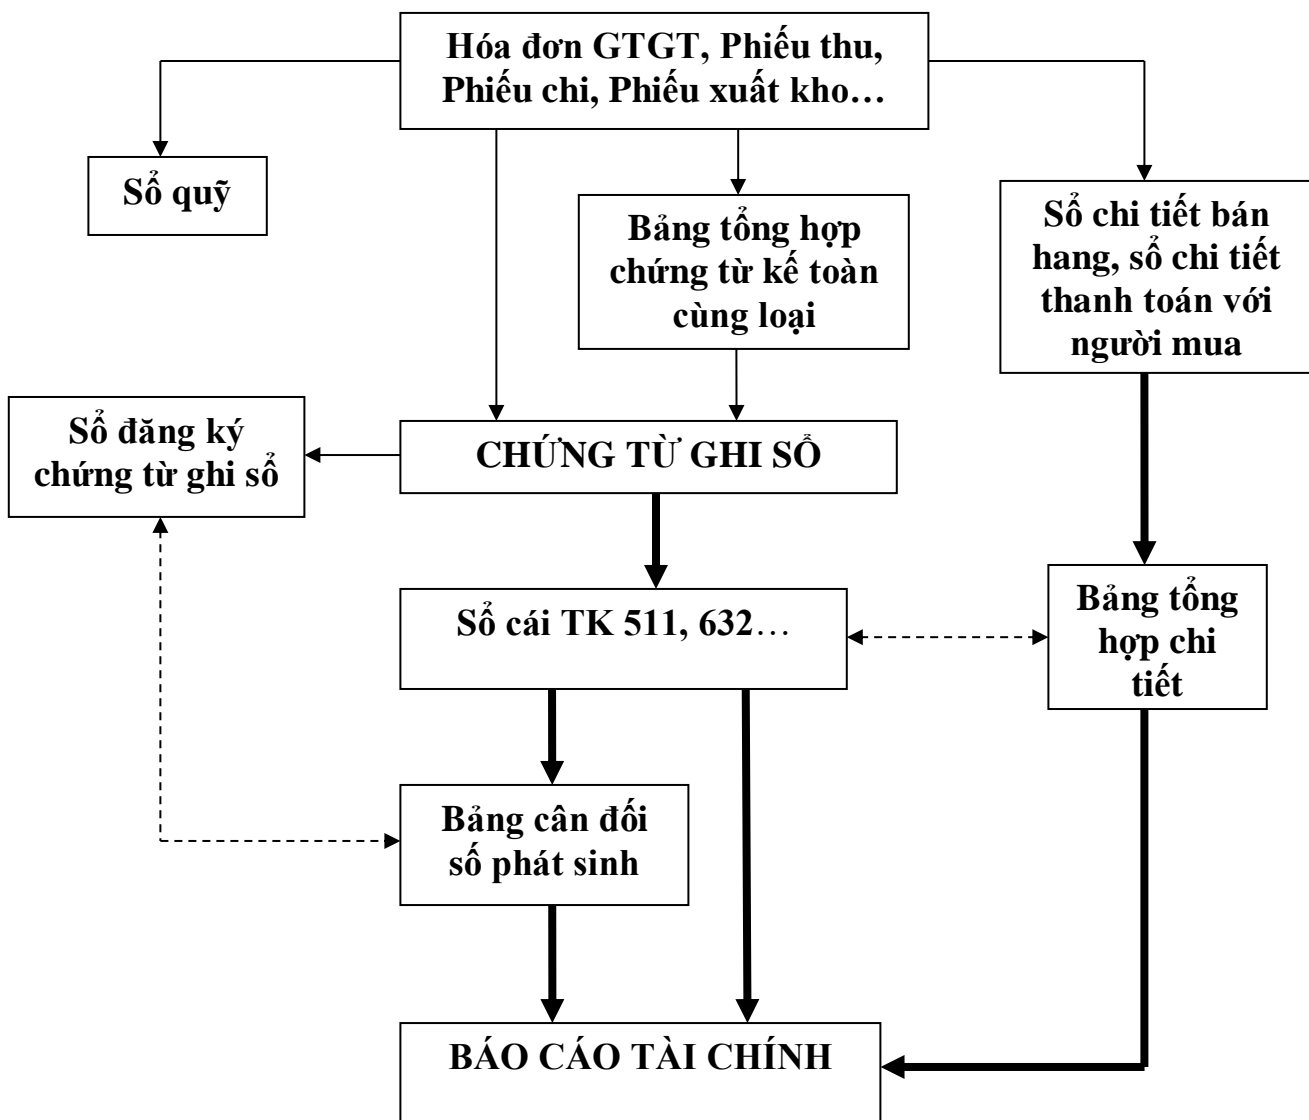 Hóa đơn GTGT, Phiếu thu,
Phiếu chi, Phiếu xuất kho…
Sổ quỹ
Bảng tổng hợp
chứng từ kế toàn
cùng loại
Sổ chi tiết bán
hang, sổ chi tiết
thanh toán với
người mua
Sổ đăng ký
chứng từ ghi sổ
CHỨNG TỪ GHI SỔ
Sổ cái TK 511, 632…
Bảng tổng
hợp chi
tiết
Bảng cân đối
số phát sinh
BÁO CÁO TÀI CHÍNH